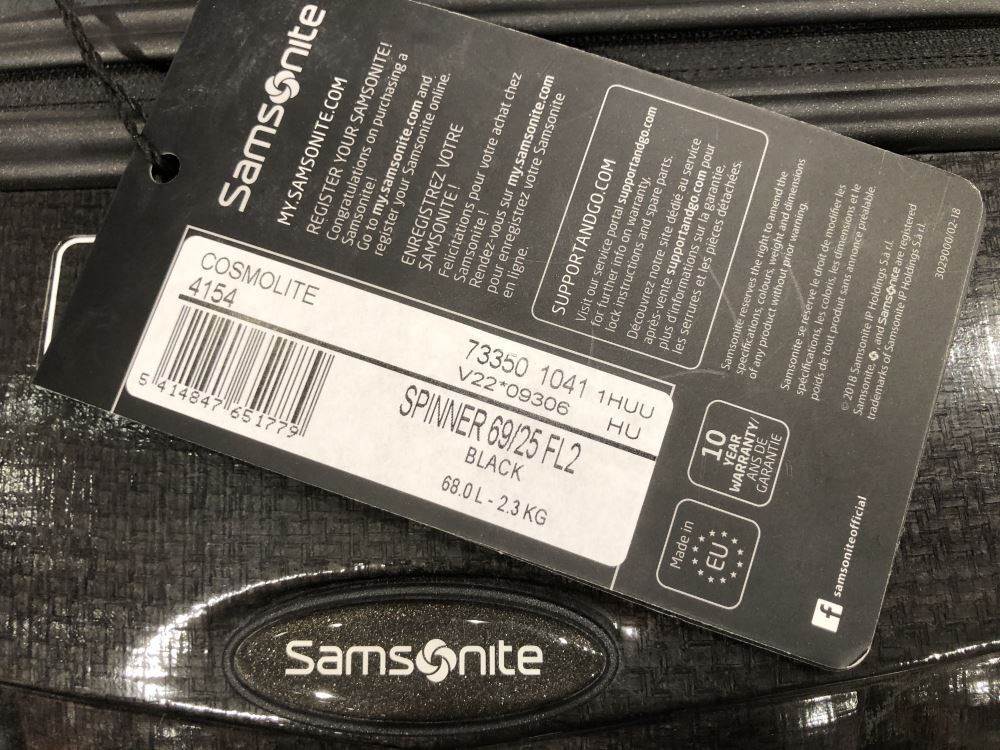 Samsonite
MY.SAMSONITE.COM
REGISTER YOUR SAMSONITE!
Congratulations on purchasing a
Samsonite!
Go to my.samsonite.com and
register your Samsonite online.
ENREGISTREZ VOTRE
SAMSONITE !
Felicitations pour votre achat chez
Samsonite !
Rendez-vous sur my.samsonite.com
pour enregistrez votre Samsonite
en ligne.
SUPPORTANDGO.COM
Visit our service portal supportandgo.com
for further info on warranty,
lock instructions and spare parts.
Découvrez notre site dédié au service
après-vente supportandgo.com pour
plus d'informations sur la garantie,
les serrures et les pièces détachées.
Samsonite reserves the right to amend the
specifications, colours, weight and dimensions
of any product without prior warning.
Samsonite se réserve le droit de modifier les
spécifications, les coloris, les dimensions et le
poids de tout produit sans annonce préalable.
© 2018 Samsonite IP Holdings S.à r.l.
Samsonite, and Samsonite are registered
trademarks of Samsonite IP Holdings S.à r.l.
3029000/02-18
COSMOLITE
4154
5 414847 651779
73350 1041 1HUU
V22*09306 HU
SPINNER 69/25 FL2
BLACK
68.0 L - 2.3 KG
10
YEAR
WARRANTY/
ANS DE
GARANTIE
Made in
EU
f samsoniteofficial
Samsonite